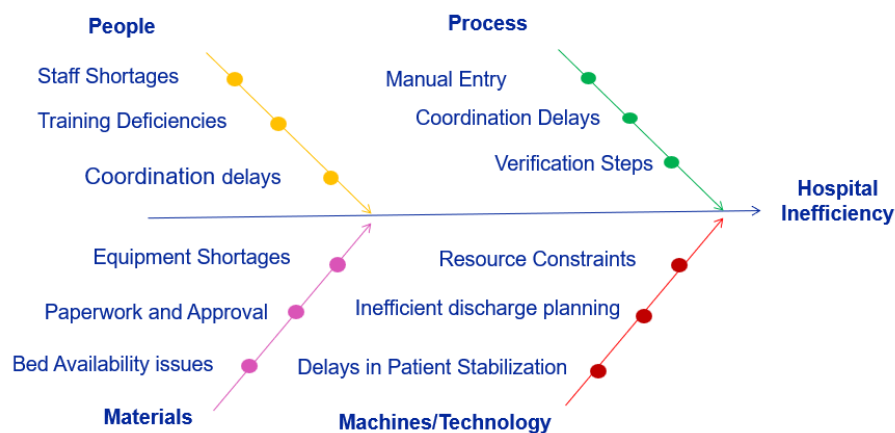 People
Staff Shortages
Training Deficiencies
Coordination delays
Process
Manual Entry
Coordination Delays
Verification Steps
Hospital
Inefficiency
Equipment Shortages
Paperwork and Approval
Bed Availability issues
Materials
Resource Constraints
Inefficient discharge planning
Delays in Patient Stabilization
Machines/Technology